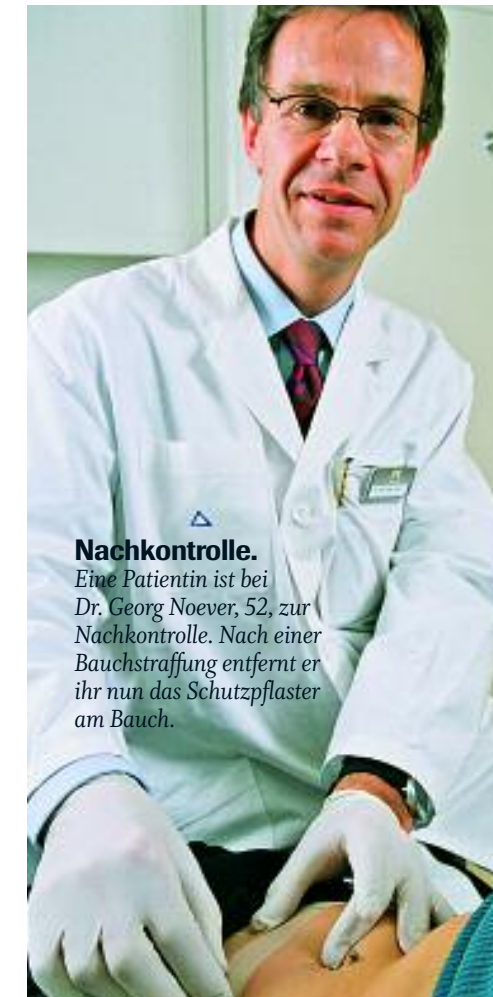 Nachkontrolle.
Eine Patientin ist bei
Dr. Georg Noever, 52, zur
Nachkontrolle. Nach einer
Bauchstraffung entfernt er
ihr nun das Schutzpflaster
am Bauch.